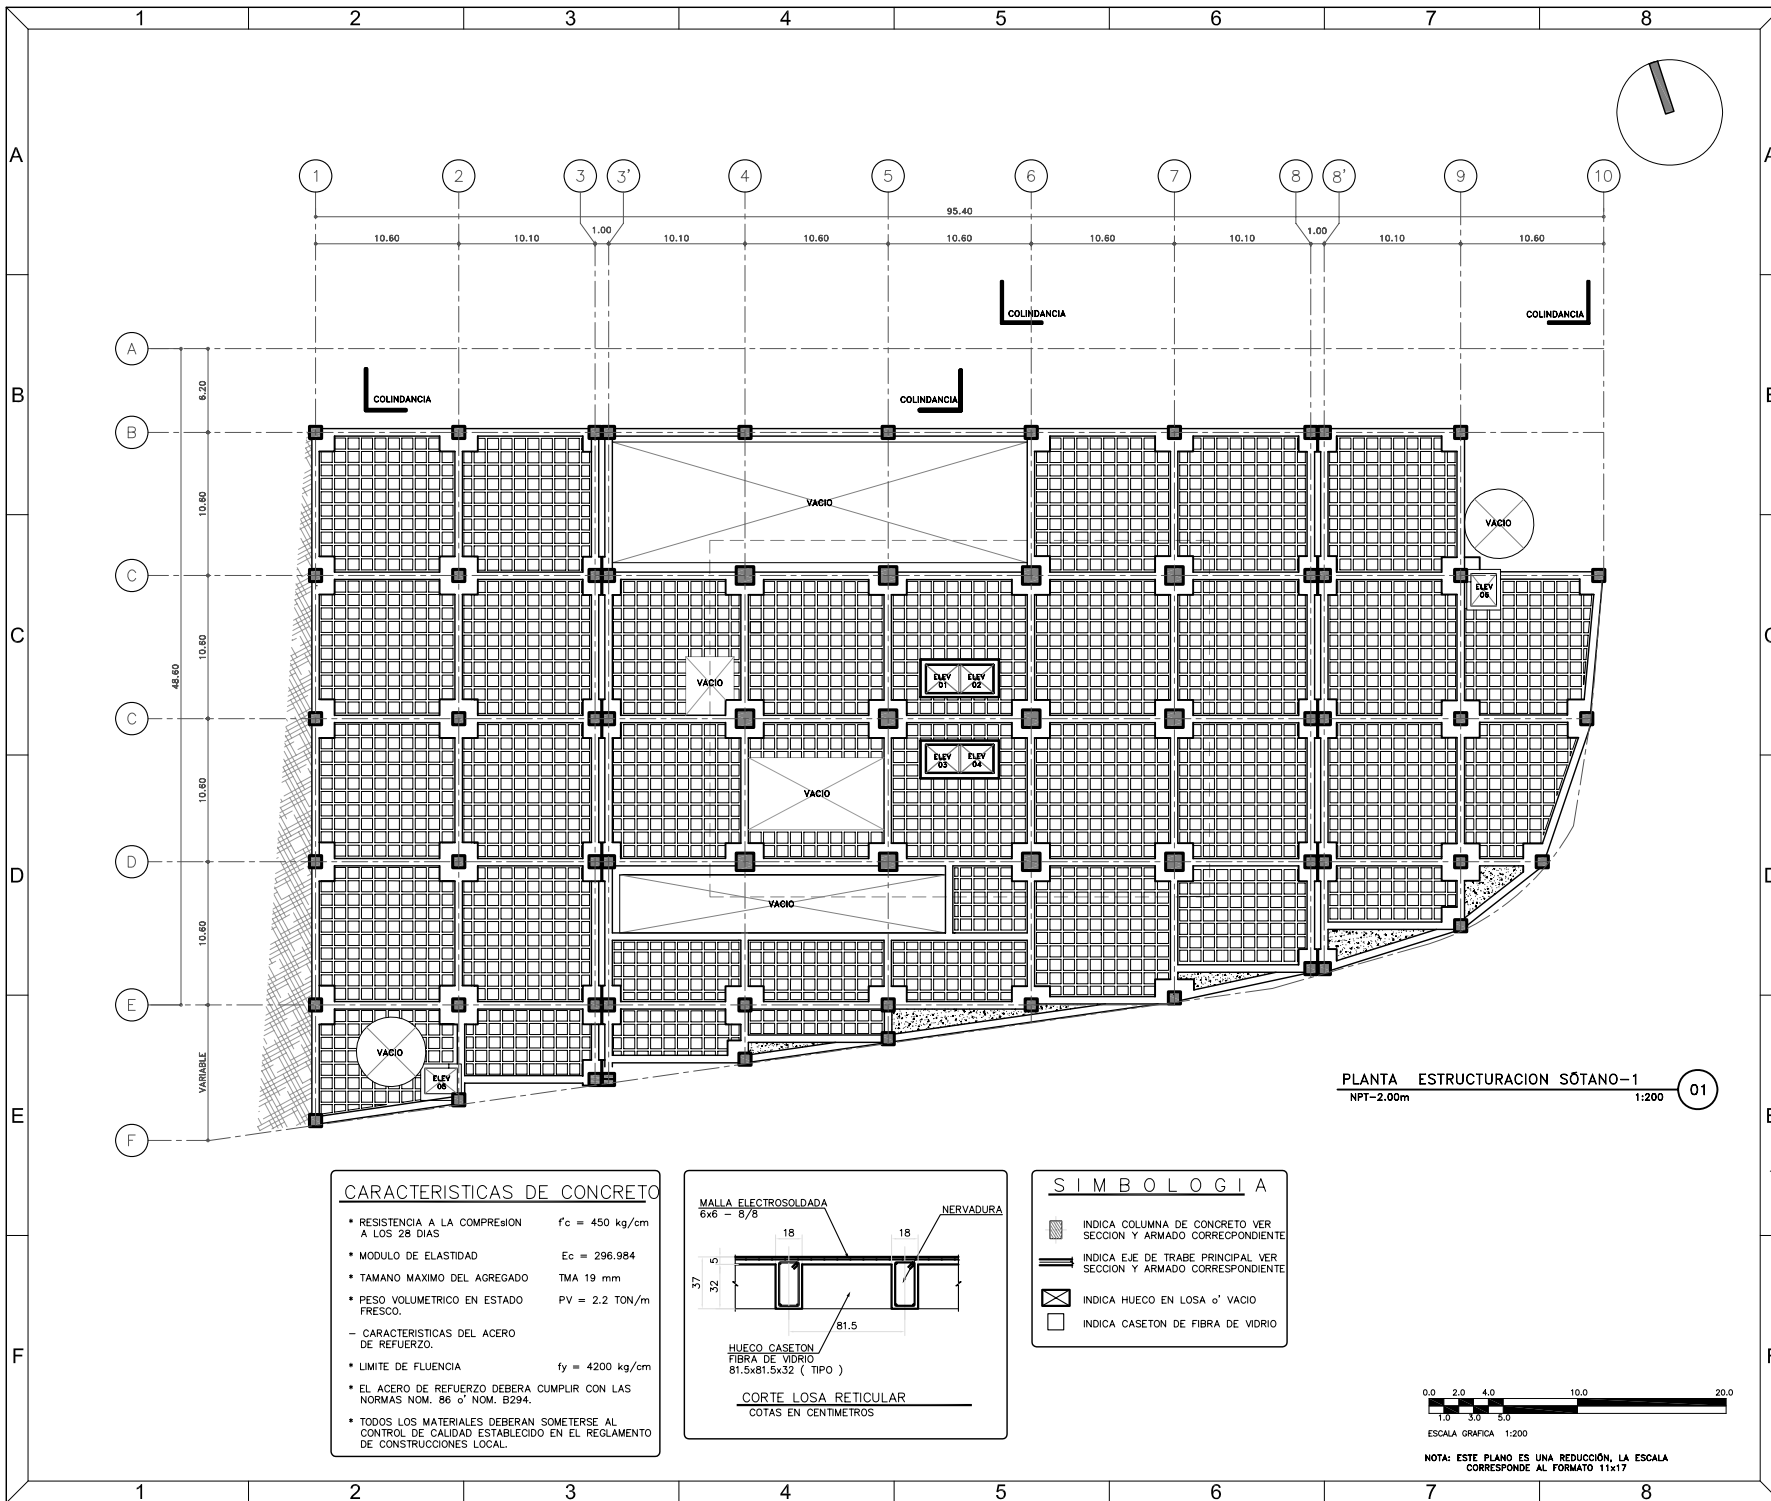 1 2 3 4 5 6 7 8
A
B
C
D
E
F
A
E
C
D
E
F
1 2 3 3' 4 5 6 7 8 8' 9 10
95.40
10.60 10.10 1.00 10.10 10.60 10.60 10.60 10.10 1.00 10.10 10.60
COLINDANCIA
COLINDANCIA
COLINDANCIA
COLINDANCIA
A
B
C
C
D
E
F
6.20
10.60
10.60
10.60
10.60
VARIABLE
48.60
VACIO
VACIO
ELEV
05
VACIO
ELEV
01
ELEV
02
ELEV
03
ELEV
04
VACIO
VACIO
VACIO
ELEV
06
PLANTA ESTRUCTURACION SÓTANO-1
NPT-2.00m 1:200
01
CARACTERISTICAS DE CONCRETO
* RESISTENCIA A LA COMPRESION f'c = 450 kg/cm
A LOS 28 DIAS
* MODULO DE ELASTIDAD Ec = 296.984
* TAMANO MAXIMO DEL AGREGADO TMA 19 mm
* PESO VOLUMETRICO EN ESTADO PV = 2.2 TON/m
FRESCO.
- CARACTERISTICAS DEL ACERO
DE REFUERZO.
* LIMITE DE FLUENCIA fy = 4200 kg/cm
* EL ACERO DE REFUERZO DEBERA CUMPLIR CON LAS
NORMAS NOM. 86 o' NOM. B294.
* TODOS LOS MATERIALES DEBERAN SOMETERSE AL
CONTROL DE CALIDAD ESTABLECIDO EN EL REGLAMENTO
DE CONSTRUCCIONES LOCAL.
MALLA ELECTROSOLDADA
6x6 - 8/8
NERVADURA
18 18
5
37
32
81.5
HUECO CASETON
FIBRA DE VIDRIO
81.5x81.5x32 ( TIPO )
CORTE LOSA RETICULAR
COTAS EN CENTIMETROS
SIMBOLOGIA
INDICA COLUMNA DE CONCRETO VER
SECCION Y ARMADO CORRECPONDIENTE
INDICA EJE DE TRABE PRINCIPAL VER
SECCION Y ARMADO CORRESPONDIENTE
INDICA HUECO EN LOSA o' VACIO
INDICA CASETON DE FIBRA DE VIDRIO
0.0 2.0 4.0 10.0 20.0
1.0 3.0 5.0
ESCALA GRAFICA 1:200
NOTA: ESTE PLANO ES UNA REDUCCIÓN, LA ESCALA
CORRESPONDE AL FORMATO 11x17
1 2 3 4 5 6 7 8